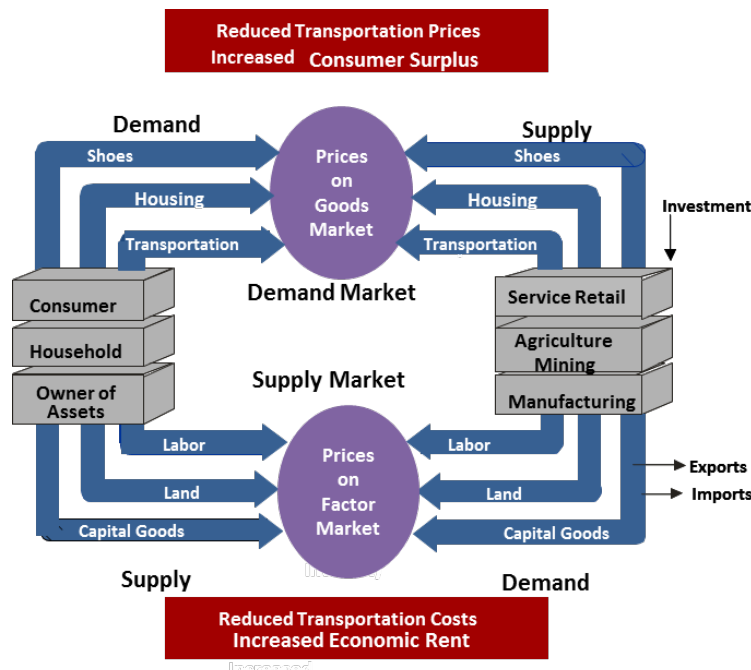 Reduced Transportation Prices
Increased Consumer Surplus
Demand
Supply
Shoes
Shoes
Prices
on
Goods
Market
Housing
Housing
Investment
Transportation
Transportation
Demand Market
Consumer
Household
Owner of
Assets
Service Retail
Agriculture
Mining
Manufacturing
Supply Market
Labor
Labor
Prices
on
Factor
Market
Exports
Land
Land
Imports
Capital Goods
Capital Goods
Supply
Demand
Reduced Transportation Costs
Increased Economic Rent
Increased